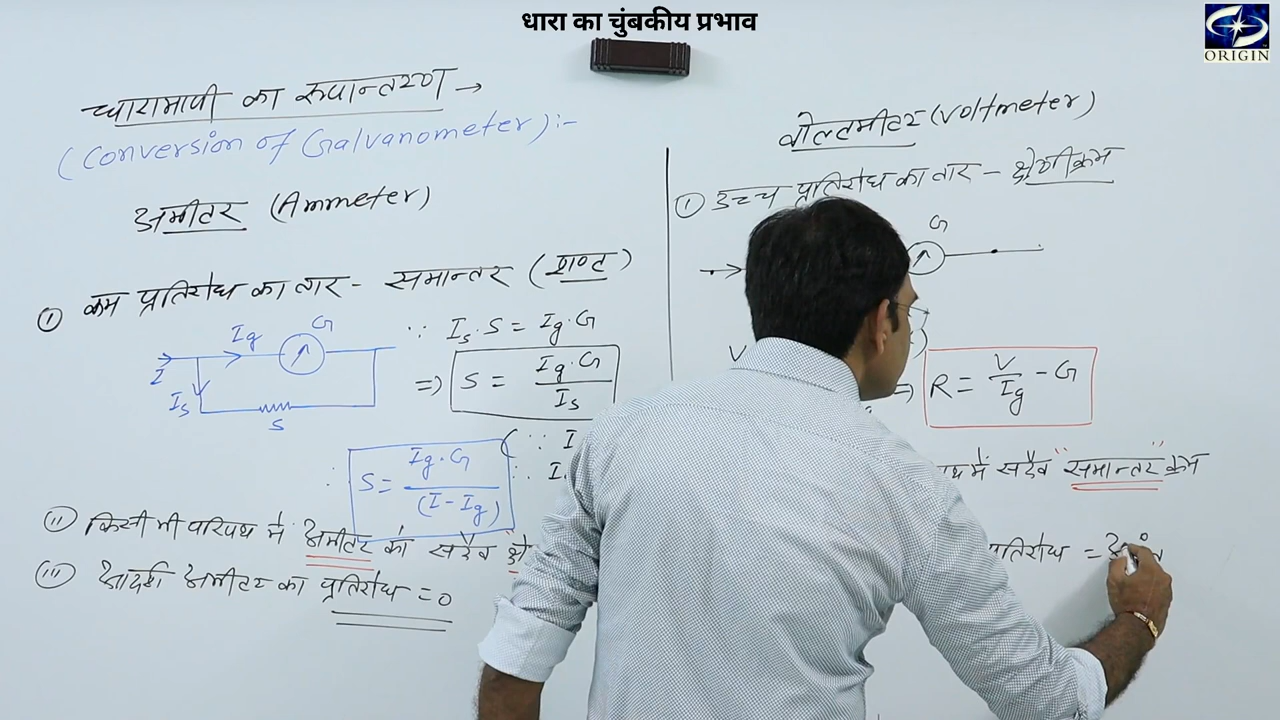 धारा का चुंबकीय प्रभाव
ORIGIN
धारामापी का रूपान्तरण →
(Conversion of Galvanometer):-
अमीटर (Ammeter)
① कम प्रतिरोध का तार - समान्तर (शण्ट)
I
Ig
G
Is
S
∵ Is.S = Ig.G
⇒ S = Ig.G / Is
∴ S = Ig.G / (I-Ig)
(∵ I
∵ I.
(ii) किसी भी परिपथ में अमीटर को सदैव "श्रे
(iii) आदर्श अमीटर का प्रतिरोध = 0
वोल्टमीटर (Voltmeter)
① उच्च प्रतिरोध का तार - श्रेणीक्रम
G
V
⇒ R = V / Ig - G
में सदैव "समान्तर क्रम"
प्रतिरोध =